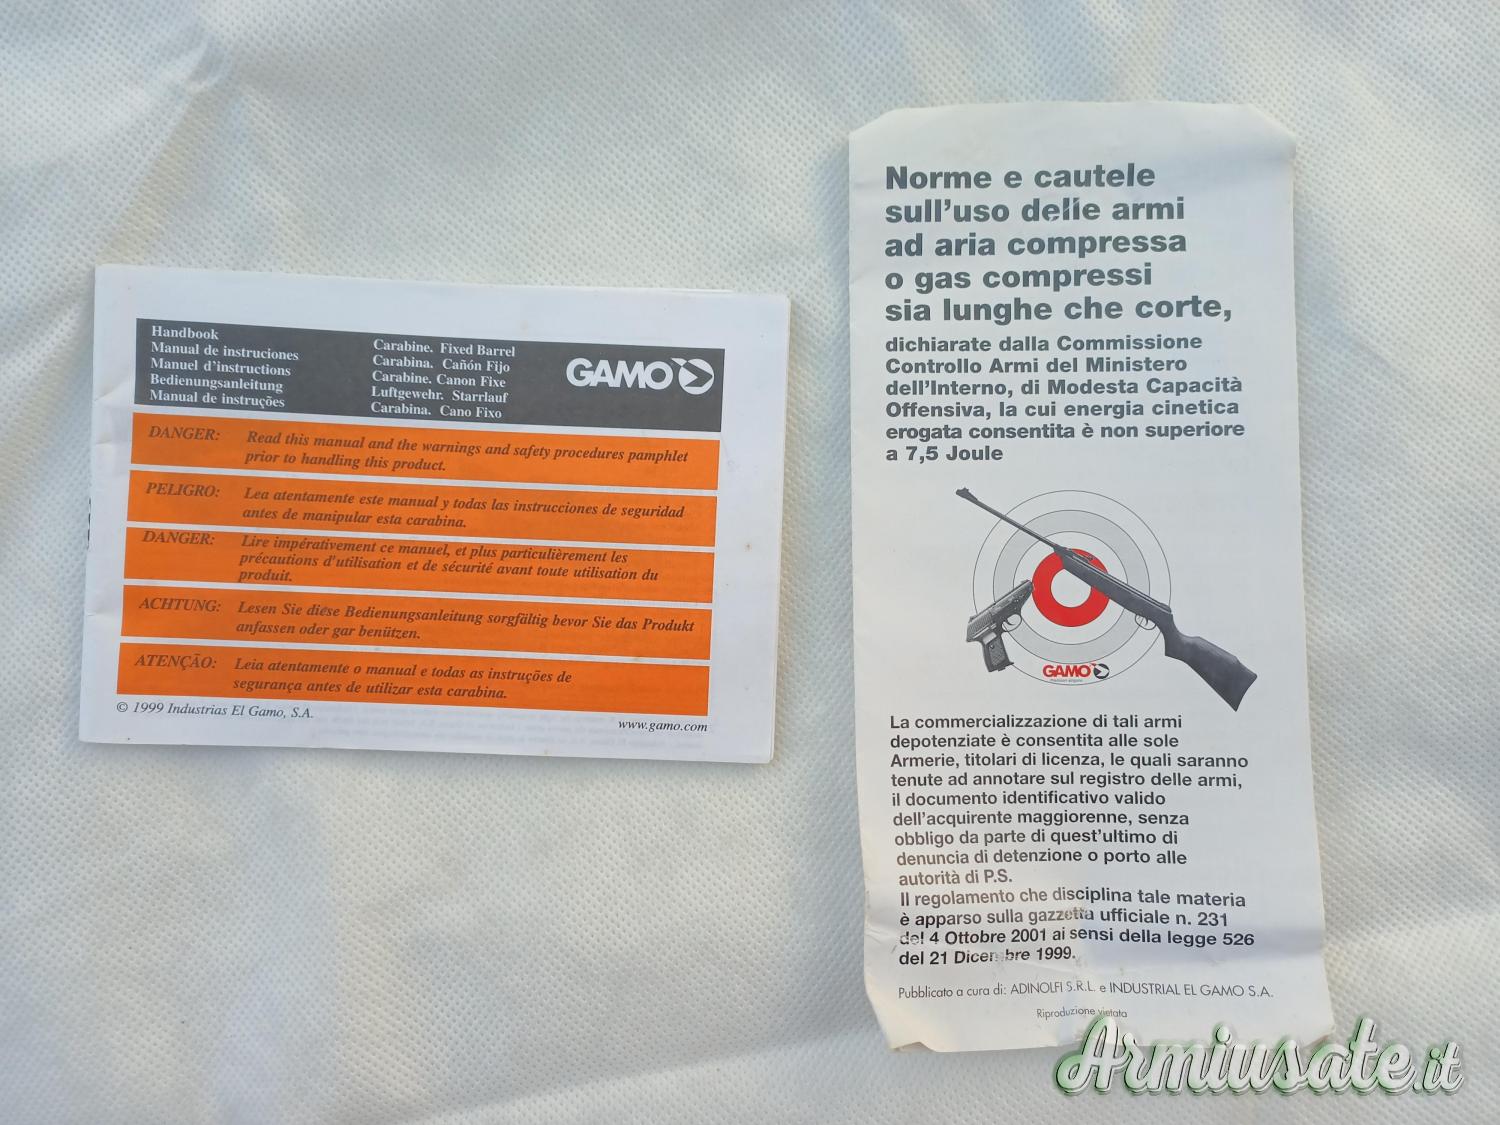 Handbook
Manual de instruciones
Manuel d'instructions
Bedienungsanleitung
Manual de instruções
Carabine. Fixed Barrel
Carabina. Cañón Fijo
Carabine. Canon Fixe
Luftgewehr. Starrlauf
Carabina. Cano Fixo
GAMO
DANGER: Read this manual and the warnings and safety procedures pamphlet
prior to handling this product.
PELIGRO: Lea atentamente este manual y todas las instrucciones de seguridad
antes de manipular esta carabina.
DANGER: Lire impérativement ce manuel, et plus particulièrement les
précautions d'utilisation et de sécurité avant toute utilisation du
produit.
ACHTUNG: Lesen Sie diese Bedienungsanleitung sorgfältig bevor Sie das Produkt
anfassen oder gar benützen.
ATENÇÃO: Leia atentamente o manual e todas as instruções de
segurança antes de utilizar esta carabina.
© 1999 Industrias El Gamo, S.A.
www.gamo.com
Norme e cautele
sull'uso delle armi
ad aria compressa
o gas compressi
sia lunghe che corte,
dichiarate dalla Commissione
Controllo Armi del Ministero
dell'Interno, di Modesta Capacità
Offensiva, la cui energia cinetica
erogata consentita è non superiore
a 7,5 Joule
GAMO
La commercializzazione di tali armi
depotenziate è consentita alle sole
Armerie, titolari di licenza, le quali saranno
tenute ad annotare sul registro delle armi,
il documento identificativo valido
dell'acquirente maggiorenne, senza
obbligo da parte di quest'ultimo di
denuncia di detenzione o porto alle
autorità di P.S.
Il regolamento che disciplina tale materia
è apparso sulla gazzetta ufficiale n. 231
del 4 Ottobre 2001 ai sensi della legge 526
del 21 Dicembre 1999.
Pubblicato a cura di: ADINOLFI S.R.L. e INDUSTRIAL EL GAMO S.A.
Riproduzione vietata
Armiusate.it